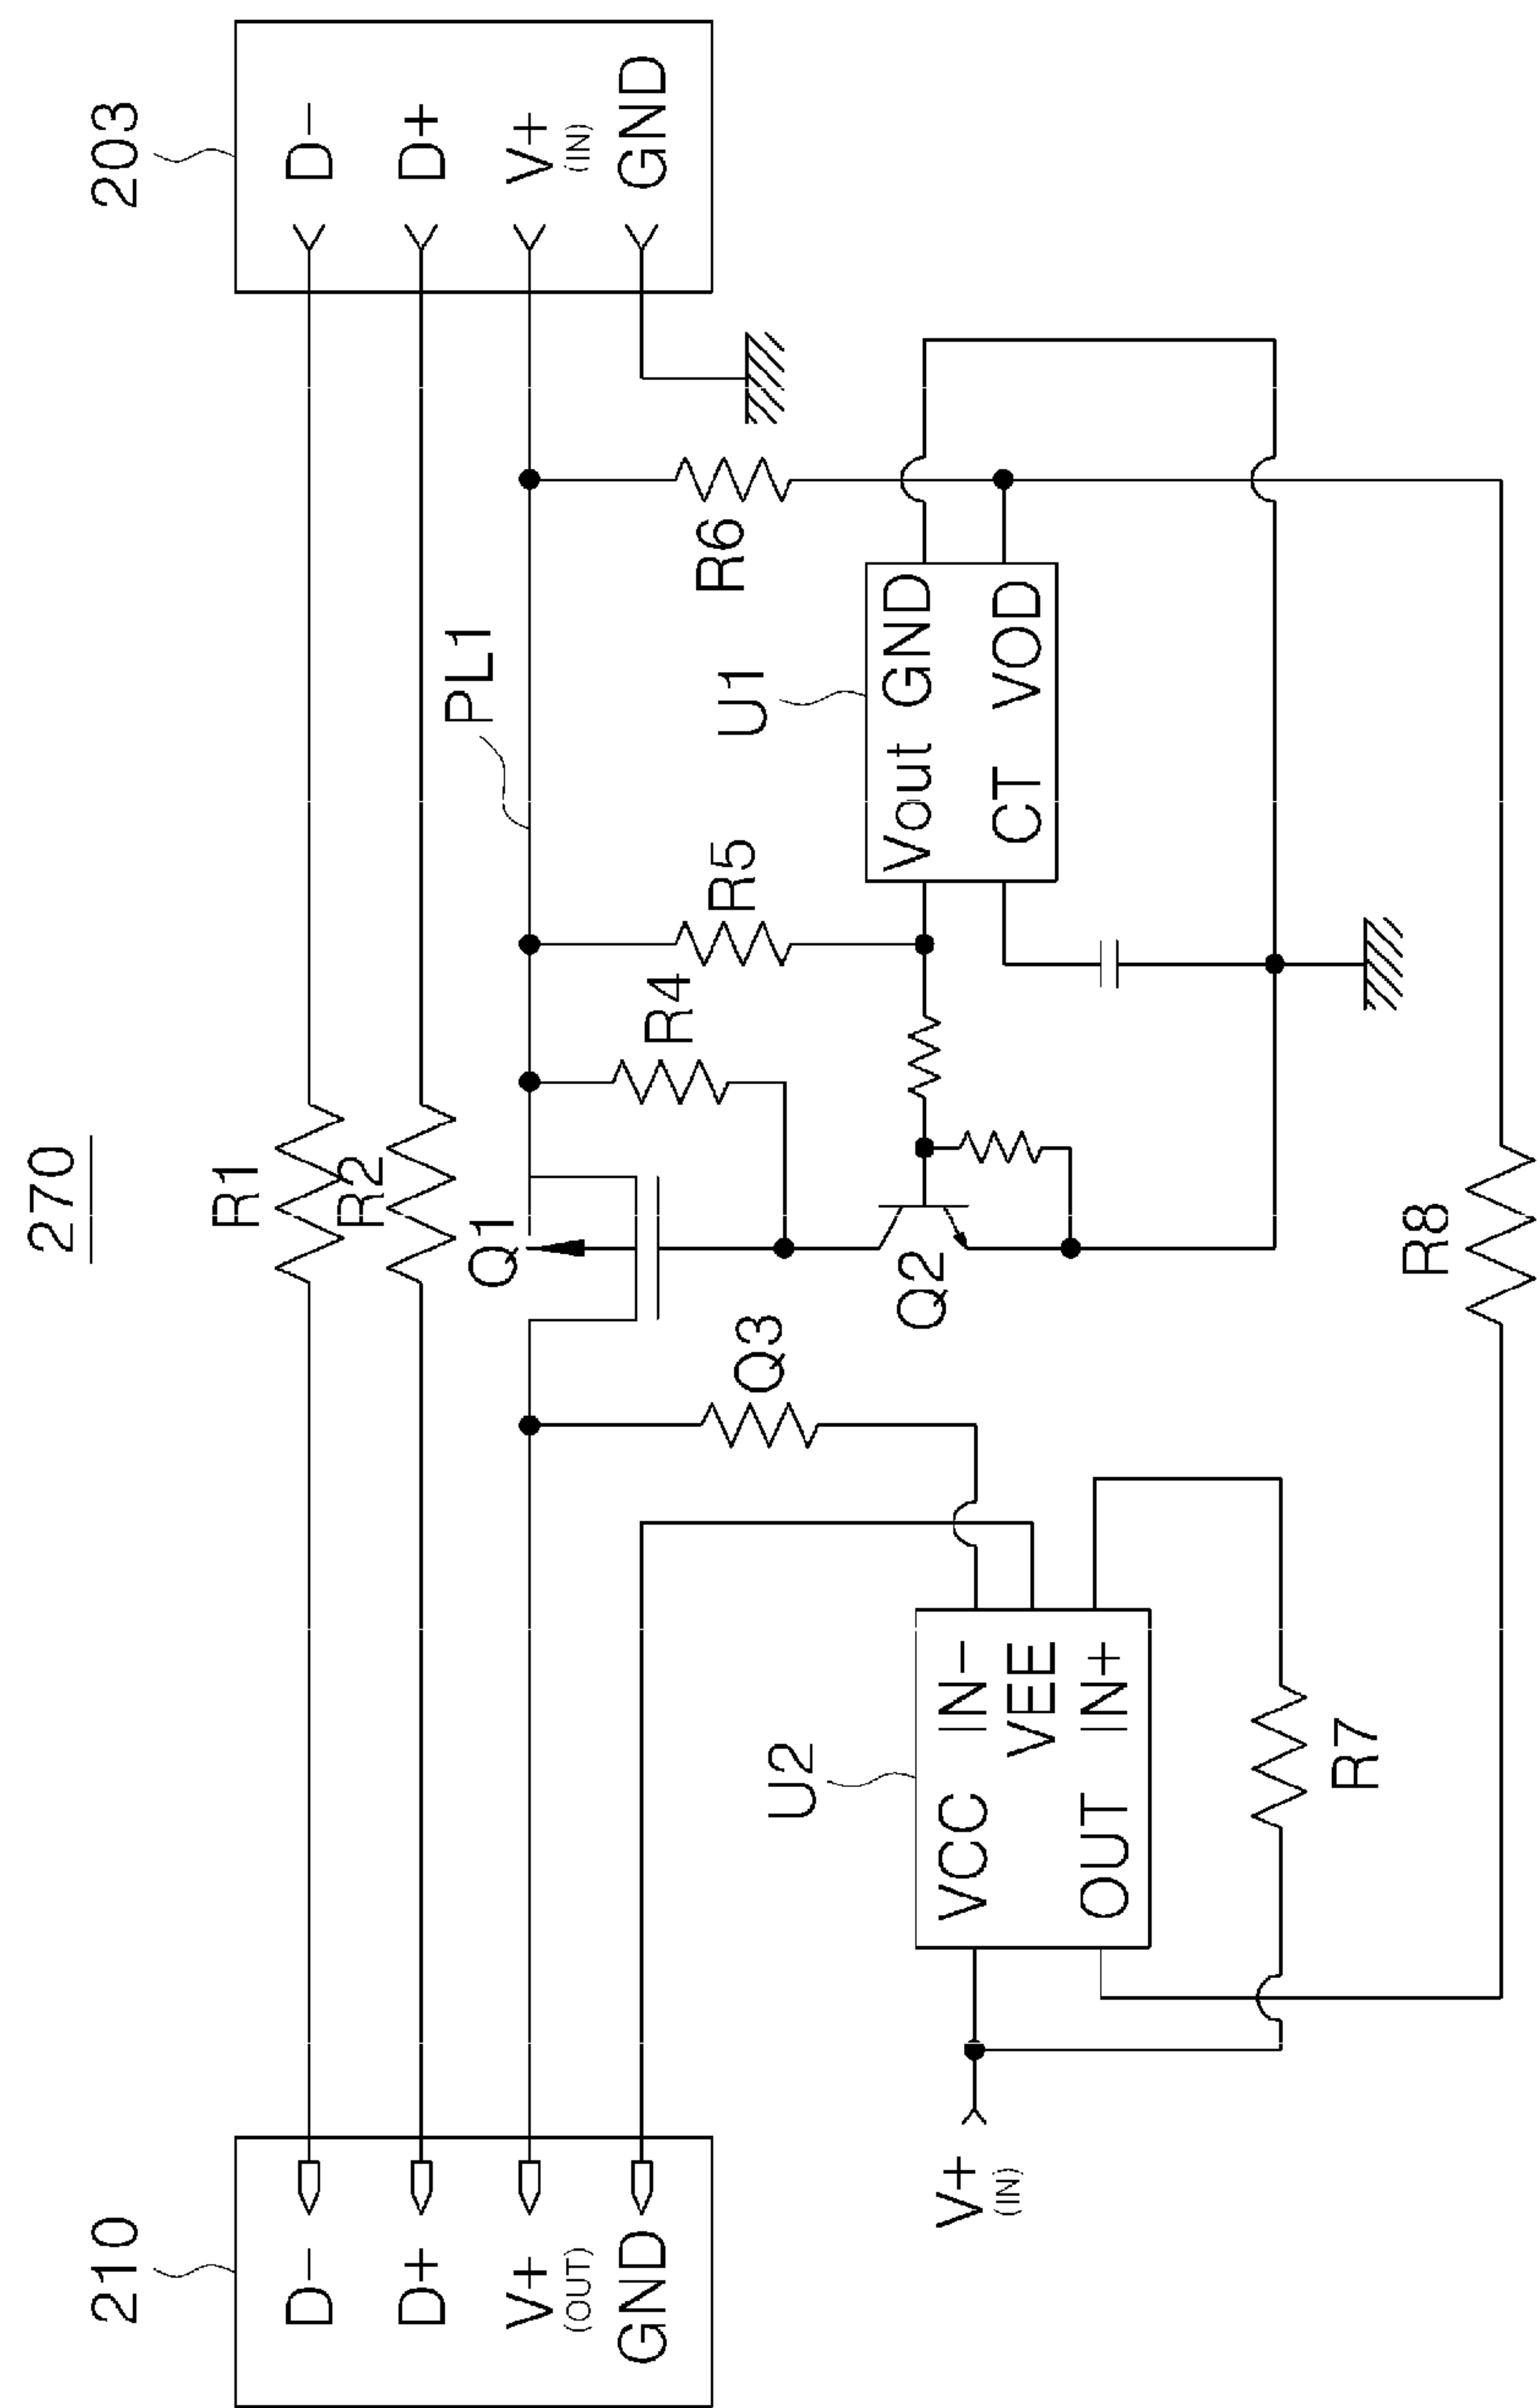 270
210
203
D-
D+
V+
(OUT)
GND
R1
R2
D-
D+
V+
(IN)
GND
Q1
PL1
Q3
R4
R5
R6
U2
VCC IN-
VEE
OUT IN+
Q2
U1
Vout GND
CT VOD
V+
(IN)
R7
R8